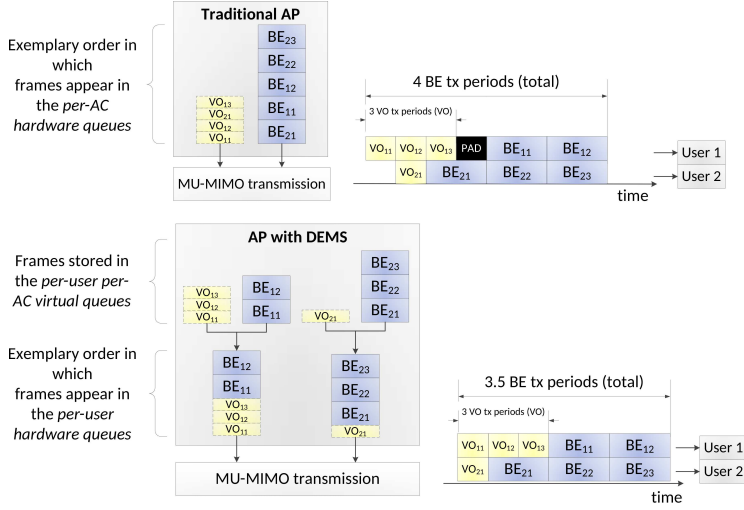 Traditional AP
Exemplary order in
which
frames appear in
the per-AC
hardware queues
BE23
BE22
BE12
BE11
BE21
VO13
VO21
VO12
VO11
MU-MIMO transmission
4 BE tx periods (total)
3 VO tx periods (VO)
VO11 VO12 VO13 PAD BE11 BE12
User 1
VO21 BE21 BE22 BE23
User 2
time
AP with DEMS
Frames stored in
the per-user per-
AC virtual queues
VO13
VO12
VO11
BE12
BE11
VO21
BE23
BE22
BE21
Exemplary order in
which
frames appear in
the per-user
hardware queues
BE12
BE11
VO13
VO12
VO11
BE23
BE22
BE21
VO21
MU-MIMO transmission
3.5 BE tx periods (total)
3 VO tx periods (VO)
VO11 VO12 VO13 BE11 BE12
User 1
VO21 BE21 BE22 BE23
User 2
time